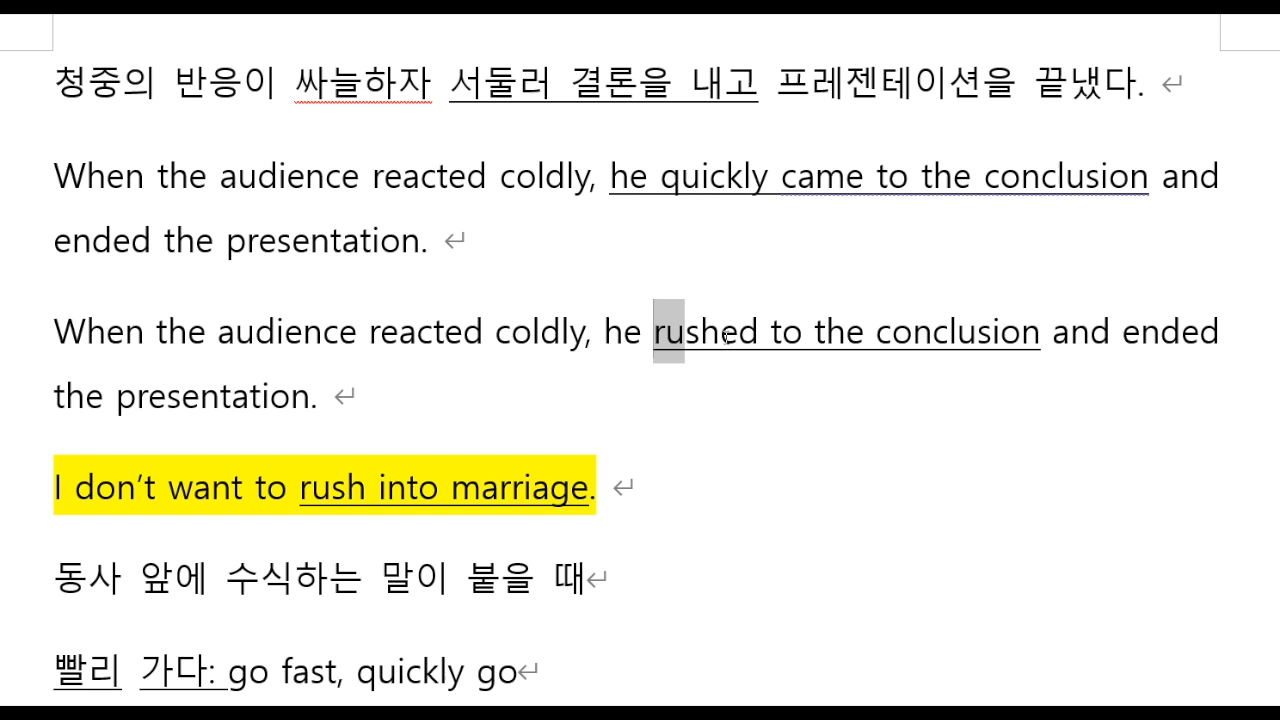 청중의 반응이 싸늘하자 서둘러 결론을 내고 프레젠테이션을 끝냈다.
When the audience reacted coldly, he quickly came to the conclusion and
ended the presentation.
When the audience reacted coldly, he rushed to the conclusion and ended
the presentation.
I don’t want to rush into marriage.
동사 앞에 수식하는 말이 붙을 때
빨리 가다: go fast, quickly go